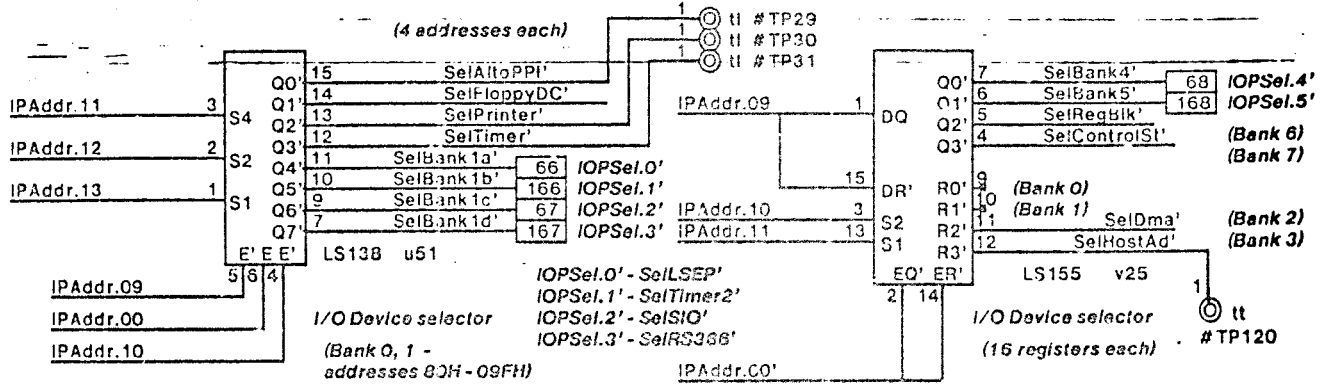 (4 addresses each)
1 tt #TP29
1 tt #TP30
1 tt #TP31
IPAddr.11 3 S4
IPAddr.12 2 S2
IPAddr.13 1 S1
Q0' 15 SelAltoPPI'
Q1' 14 SelFloppyDC'
Q2' 13 SelPrinter'
Q3' 12 SelTimer'
Q4' 11 SelBank1a' 66 IOPSel.0'
Q5' 10 SelBank1b' 166 IOPSel.1'
Q6' 9 SelBank1c' 67 IOPSel.2'
Q7' 7 SelBank1d' 167 IOPSel.3'
E' E E' LS138 u51
5 6 4
IPAddr.09
IPAddr.00
IPAddr.10
I/O Device selector
(Bank 0, 1 -
addresses 80H - 09FH)
IOPSel.0' - SelLSEP'
IOPSel.1' - SelTimer2'
IOPSel.2' - SelSIO'
IOPSel.3' - SelRS366'
IPAddr.09 1 DQ
15 DR'
IPAddr.10 3 S2
IPAddr.11 13 S1
Q0' 7 SelBank4' 68 IOPSel.4'
Q1' 6 SelBank5' 168 IOPSel.5'
Q2' 5 SelRegBlk' (Bank 6)
Q3' 4 SelControlSt' (Bank 7)
R0' 9 (Bank 0)
R1' 10 (Bank 1)
R2' 11 SelDma' (Bank 2)
R3' 12 SelHostAd' (Bank 3)
EQ' ER' LS155 v25
2 14
IPAddr.00'
I/O Device selector
(16 registers each)
1 tt
#TP120